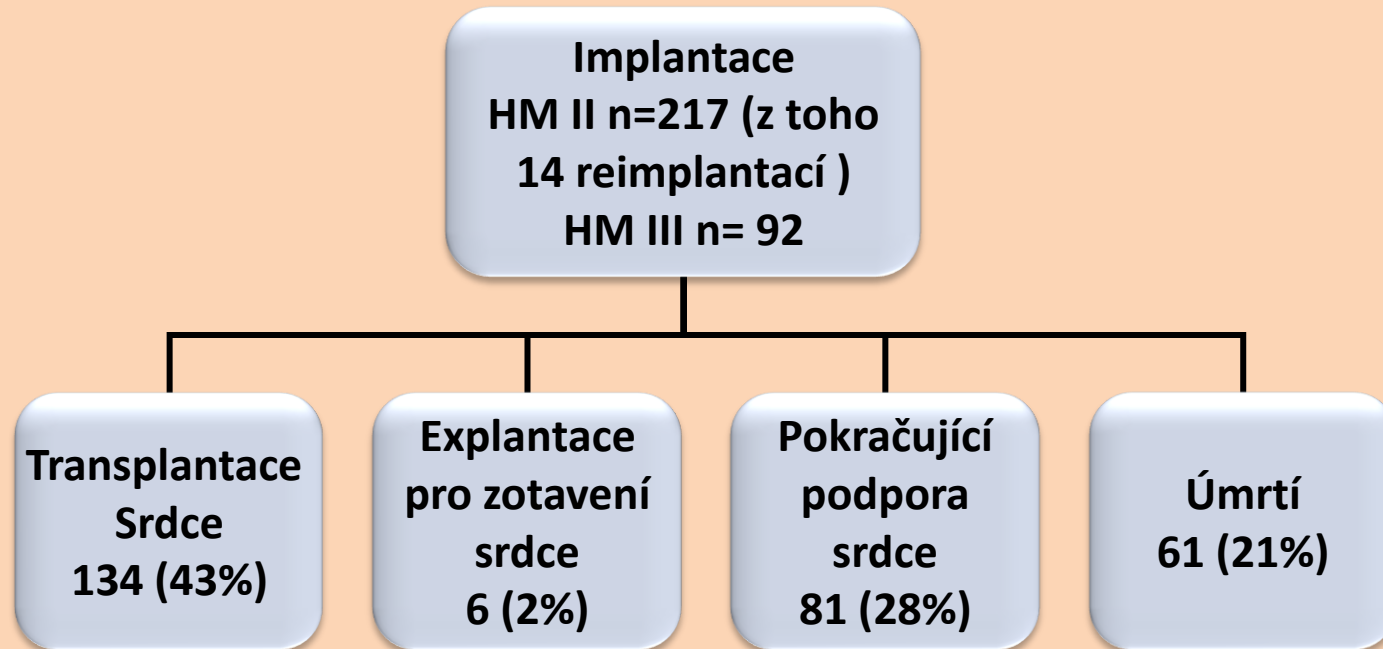 Implantace
HM II n=217 (z toho
14 reimplantací )
HM III n= 92
Transplantace
Srdce
134 (43%)
Explantace
pro zotavení
srdce
6 (2%)
Pokračující
podpora
srdce
81 (28%)
Úmrtí
61 (21%)